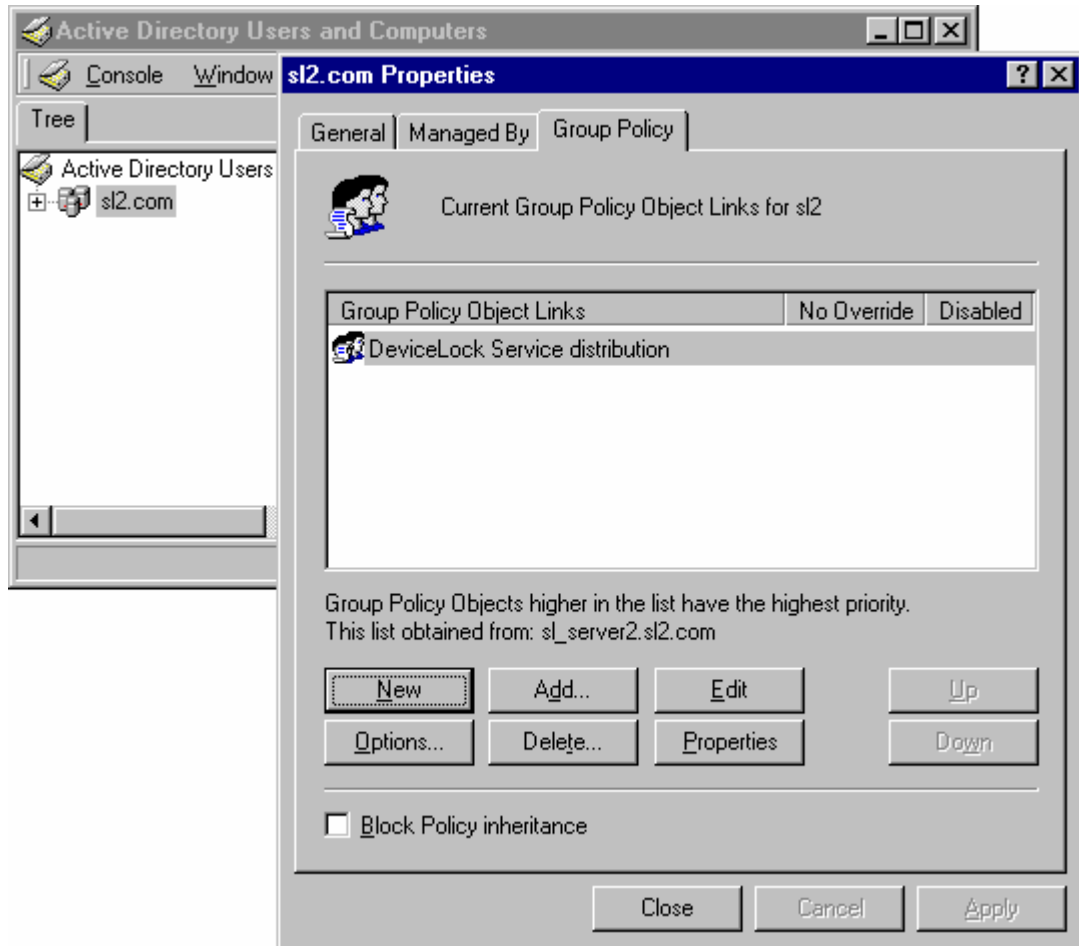 Active Directory Users and Computers
Console Window
Tree
Active Directory Users
sl2.com
sl2.com Properties
General Managed By Group Policy
Current Group Policy Object Links for sl2
Group Policy Object Links No Override Disabled
DeviceLock Service distribution
Group Policy Objects higher in the list have the highest priority.
This list obtained from: sl_server2.sl2.com
New Add... Edit Up
Options... Delete... Properties Down
Block Policy inheritance
Close Cancel Apply